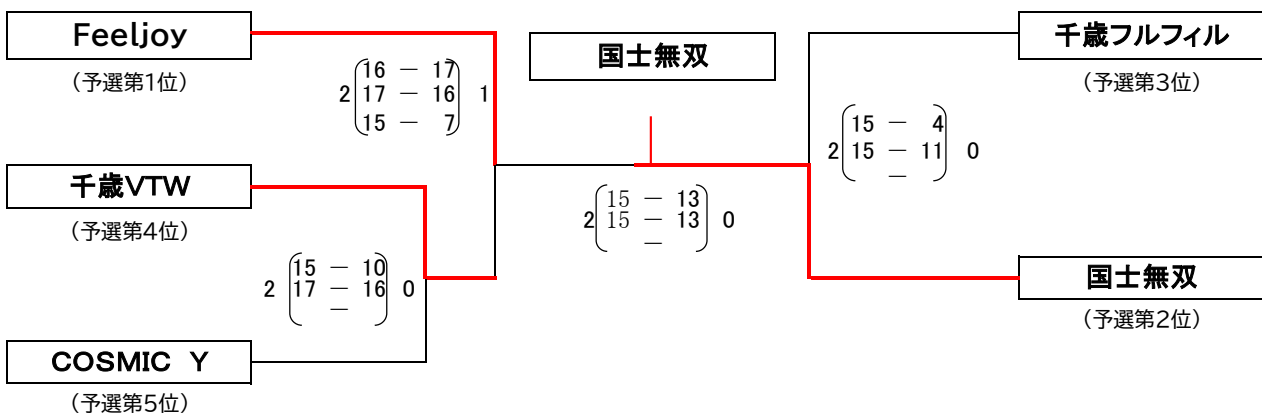 Feeljoy
(予選第1位)
16 － 17
2 17 － 16 1
15 － 7
千歳VTW
(予選第4位)
15 － 10
2 17 － 16 0
－
COSMIC Y
(予選第5位)
国士無双
15 － 13
2 15 － 13 0
－
千歳フルフィル
(予選第3位)
15 － 4
2 15 － 11 0
－
国士無双
(予選第2位)